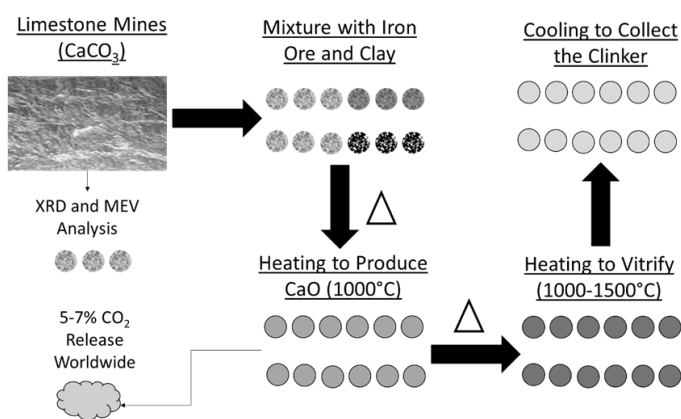 Limestone Mines
(CaCO3)
XRD and MEV
Analysis
5-7% CO2
Release
Worldwide
Mixture with Iron
Ore and Clay
Heating to Produce
CaO (1000°C)
Heating to Vitrify
(1000-1500°C)
Cooling to Collect
the Clinker